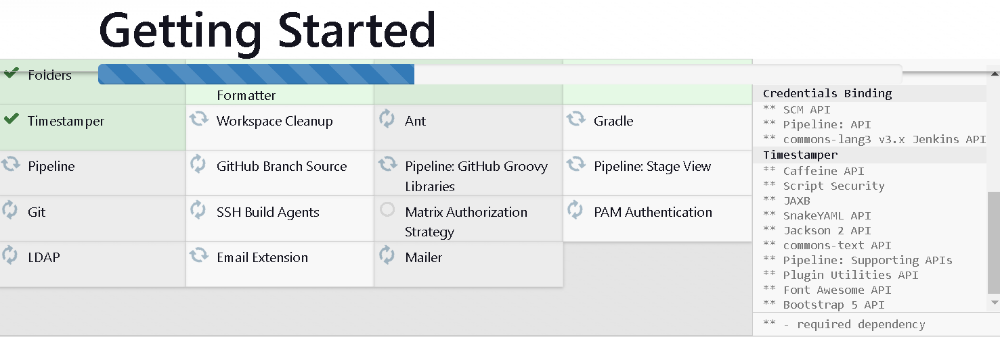 Getting Started
Folders
Formatter
Timestamper
Workspace Cleanup
Ant
Gradle
Pipeline
GitHub Branch Source
Pipeline: GitHub Groovy
Libraries
Pipeline: Stage View
Git
SSH Build Agents
Matrix Authorization
Strategy
PAM Authentication
LDAP
Email Extension
Mailer
Credentials Binding
** SCM API
** Pipeline: API
** commons-lang3 v3.x Jenkins API
Timestamper
** Caffeine API
** Script Security
** JAXB
** SnakeYAML API
** Jackson 2 API
** commons-text API
** Pipeline: Supporting APIs
** Plugin Utilities API
** Font Awesome API
** Bootstrap 5 API
** - required dependency